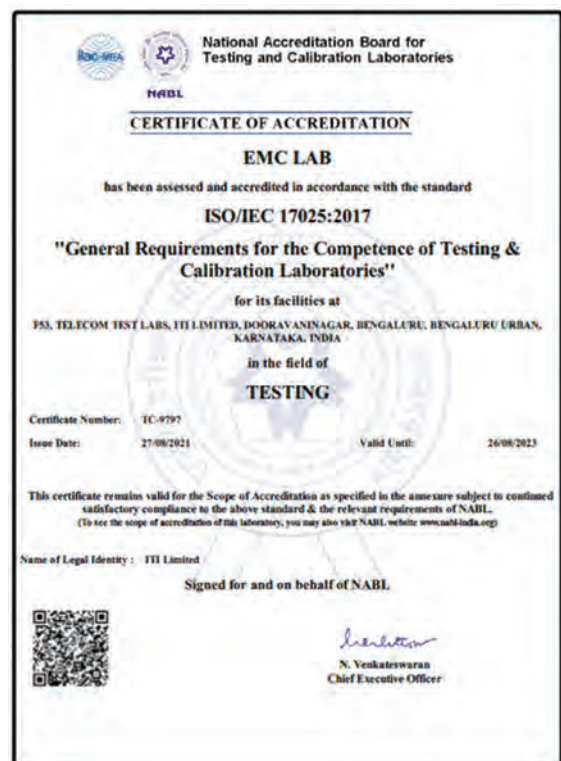 National Accreditation Board for
Testing and Calibration Laboratories
ilac-MRA
NABL
CERTIFICATE OF ACCREDITATION
EMC LAB
has been assessed and accredited in accordance with the standard
ISO/IEC 17025:2017
"General Requirements for the Competence of Testing &
Calibration Laboratories"
for its facilities at
P53, TELECOM TEST LABS, ITI LIMITED, DOORAVANINAGAR, BENGALURU, BENGALURU URBAN,
KARNATAKA, INDIA
in the field of
TESTING
Certificate Number: TC-9797
Issue Date: 27/08/2021 Valid Until: 26/08/2023
This certificate remains valid for the Scope of Accreditation as specified in the annexure subject to continued
satisfactory compliance to the above standard & the relevant requirements of NABL.
(To see the scope of accreditation of this laboratory, you may also visit NABL website www.nabl-india.org)
Name of Legal Identity : ITI Limited
Signed for and on behalf of NABL
N. Venkateswaran
Chief Executive Officer